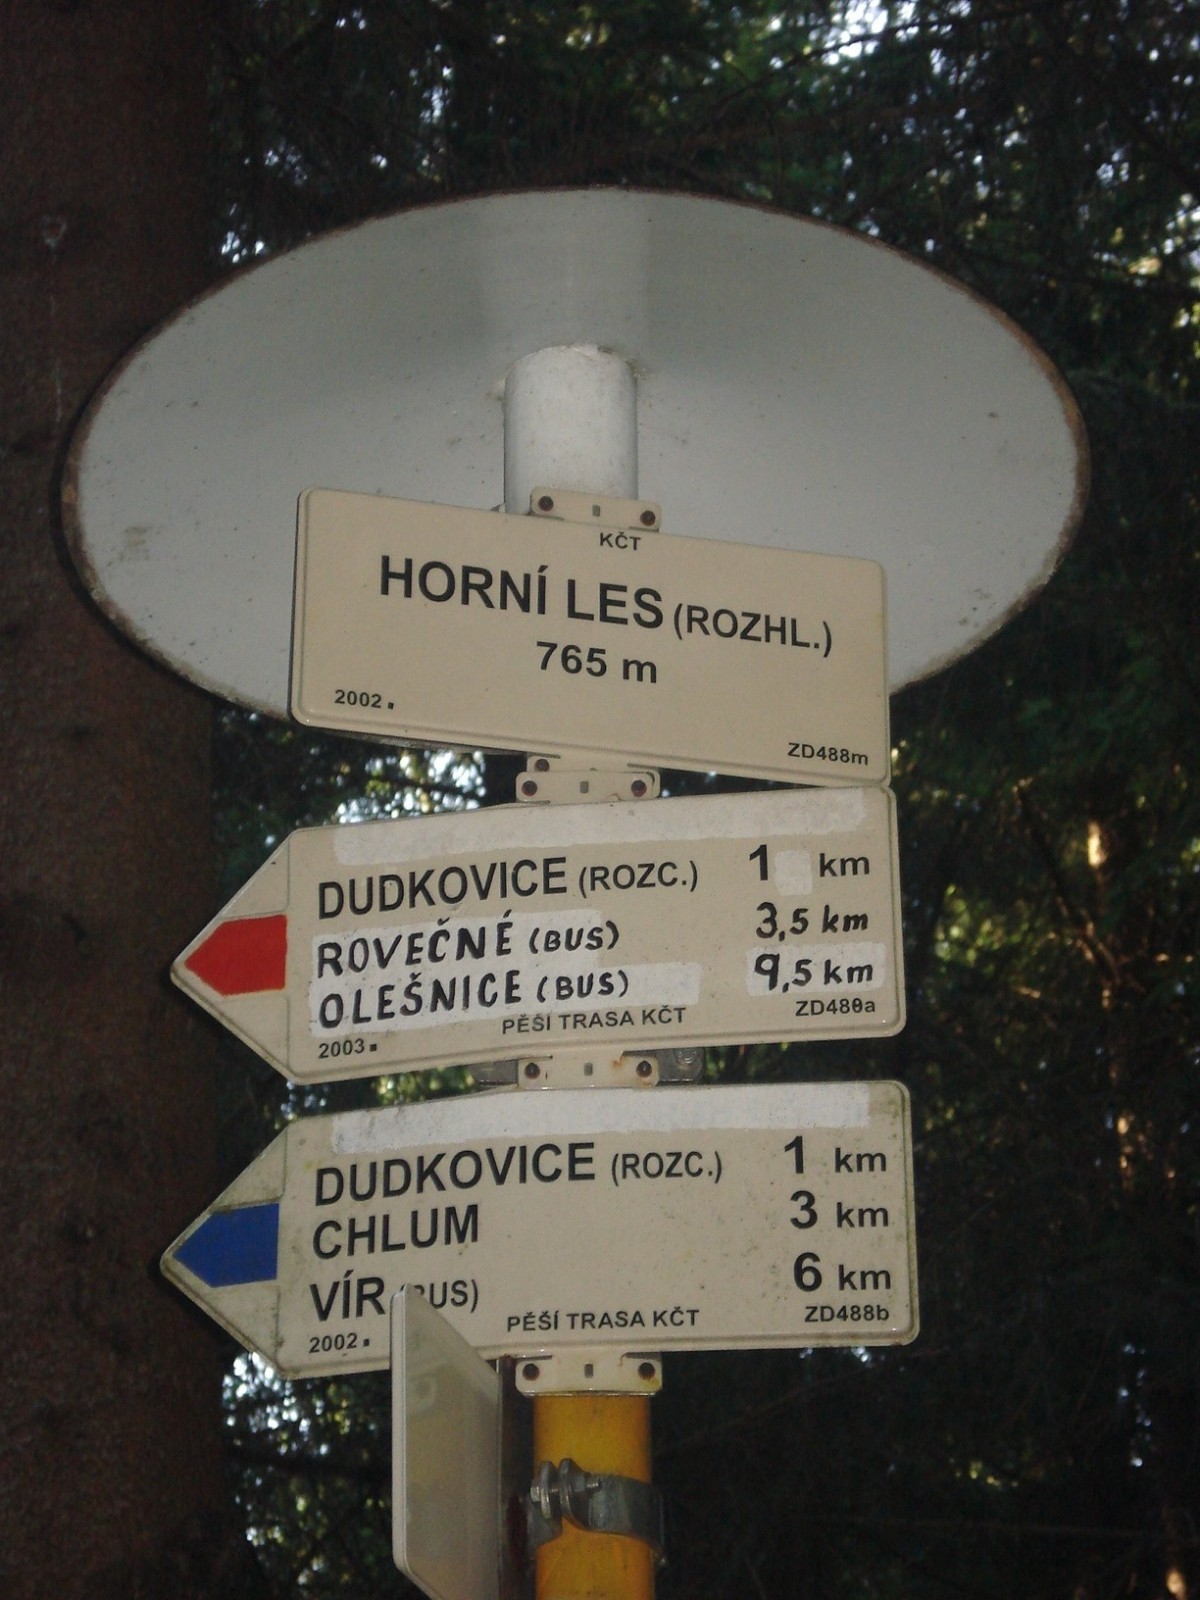 KČT
HORNÍ LES (ROZHL.)
765 m
2002.
ZD488m
DUDKOVICE (ROZC.) 1 km
ROVEČNÉ (BUS) 3,5 km
OLEŠNICE (BUS) 9,5 km
PĚŠÍ TRASA KČT ZD488a
2003.
DUDKOVICE (ROZC.) 1 km
CHLUM 3 km
VÍR 6 km
PĚŠÍ TRASA KČT ZD488b
2002.